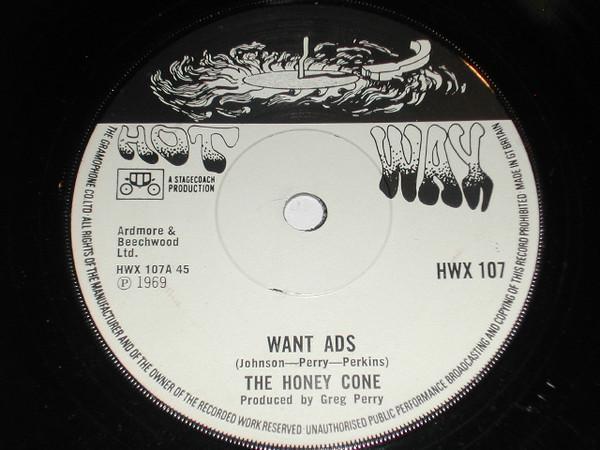 HOT WAX
A STAGECOACH
PRODUCTION
Ardmore &
Beechwood
Ltd.
HWX 107A 45
Ⓟ 1969
HWX 107
WANT ADS
(Johnson—Perry—Perkins)
THE HONEY CONE
Produced by Greg Perry
THE GRAMOPHONE CO.LTD. ALL RIGHTS OF THE MANUFACTURER AND OF THE OWNER OF THE RECORDED WORK RESERVED·UNAUTHORISED PUBLIC PERFORMANCE BROADCASTING AND COPYING OF THIS RECORD PROHIBITED MADE IN GT BRITAIN